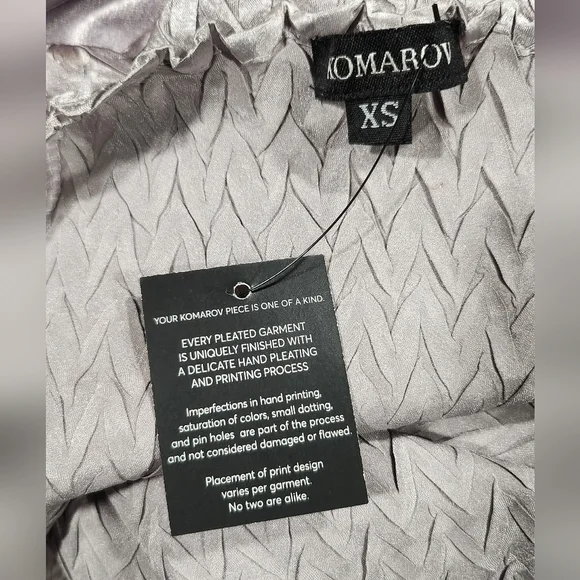 KOMAROV
XS
YOUR KOMAROV PIECE IS ONE OF A KIND.
EVERY PLEATED GARMENT
IS UNIQUELY FINISHED WITH
A DELICATE HAND PLEATING
AND PRINTING PROCESS
Imperfections in hand printing,
saturation of colors, small dotting,
and pin holes are part of the process
and not considered damaged or flawed.
Placement of print design
varies per garment.
No two are alike.